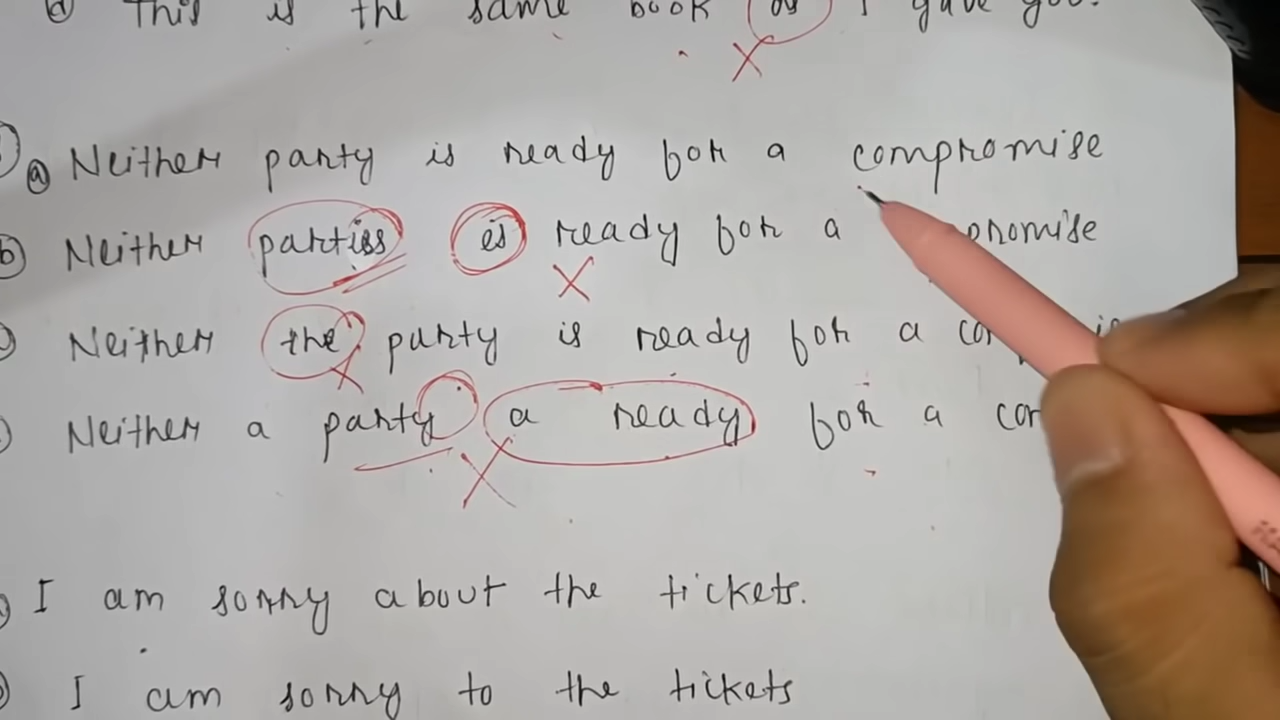 d This is the same book as I gave you.
a Neither party is ready for a compromise
b Neither partiss is ready for a
Neither the party is ready for a
Neither a party a ready for a
I am sorry about the tickets.
I am sorry to the tickets